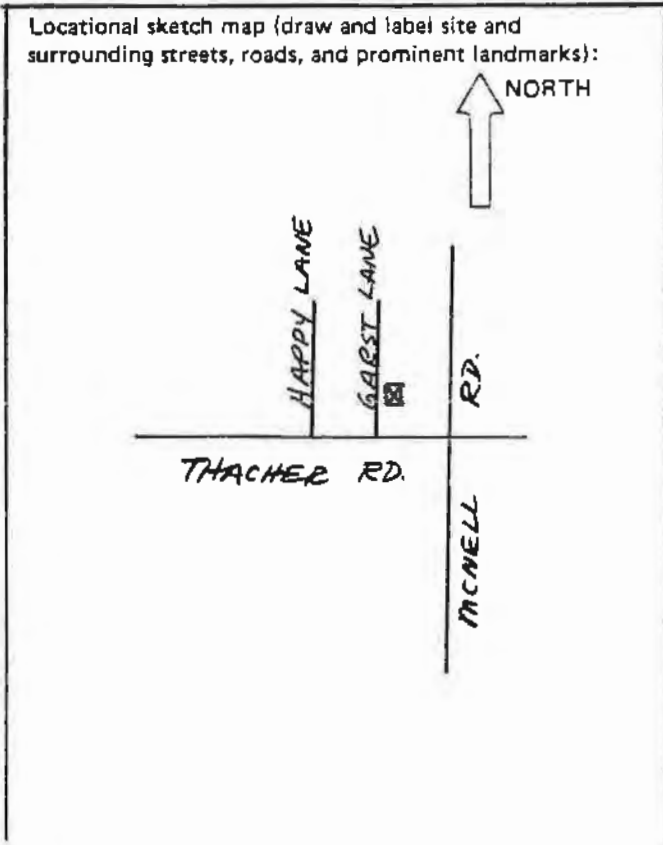 Locational sketch map (draw and label site and
surrounding streets, roads, and prominent landmarks):
NORTH
HAPPY LANE
GARST LANE
RD.
THACHER RD.
MCNELL